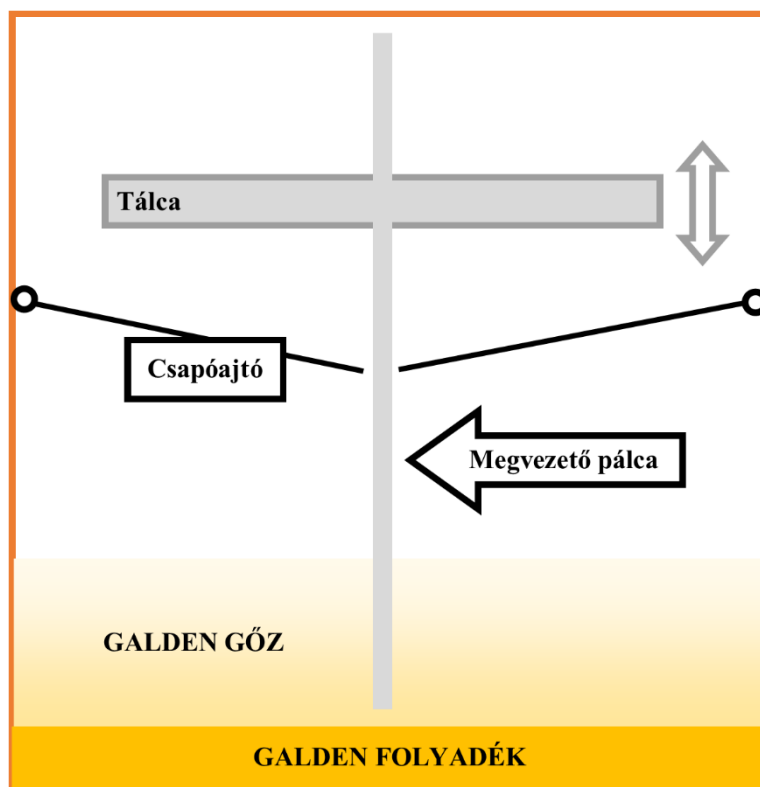 Tálca
Csapóajtó
Megvezető pálca
GALDEN GŐZ
GALDEN FOLYADÉK